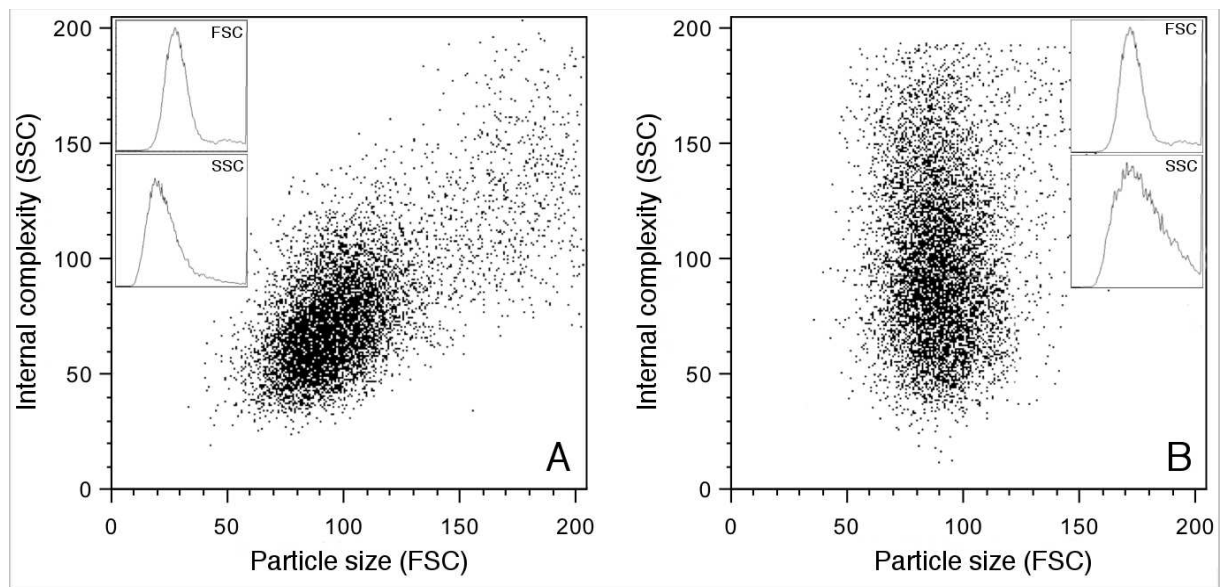 200
150
100
50
0
0 50 100 150 200
Internal complexity (SSC)
Particle size (FSC)
FSC
SSC
A
200
150
100
50
0
0 50 100 150 200
Internal complexity (SSC)
Particle size (FSC)
FSC
SSC
B